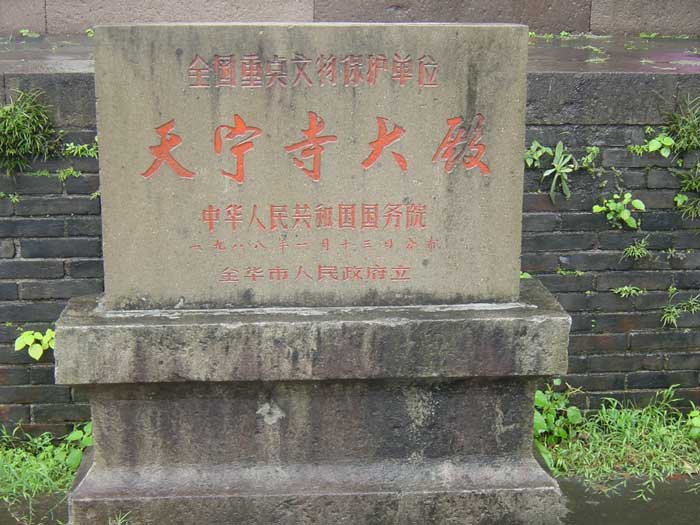 全国重点文物保护单位
天宁寺大殿
中华人民共和国国务院
一九八八年一月十三日公布
金华市人民政府立